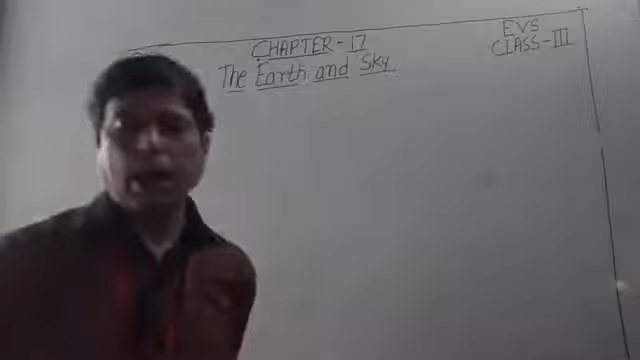 CHAPTER - 17
The Earth and Sky.
EVS
CLASS-III